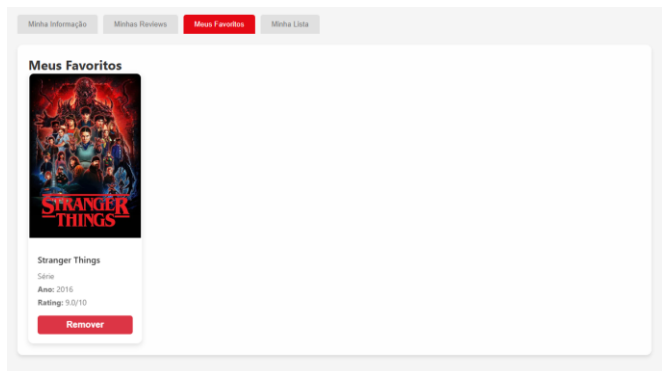 Minha Informação Minhas Reviews Meus Favoritos Minha Lista
Meus Favoritos
STRANGER
THINGS
Stranger Things
Série
Ano: 2016
Rating: 9.0/10
Remover